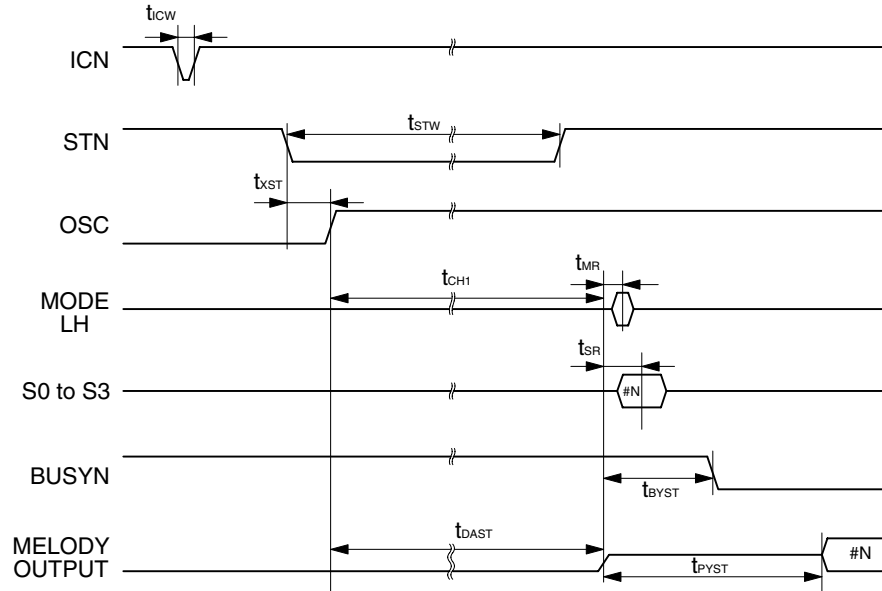 tICW
ICN
STN
tSTW
tXST
OSC
tCH1
tMR
MODE
LH
tSR
S0 to S3
#N
BUSYN
tBYST
tDAST
MELODY
OUTPUT
#N
tPYST